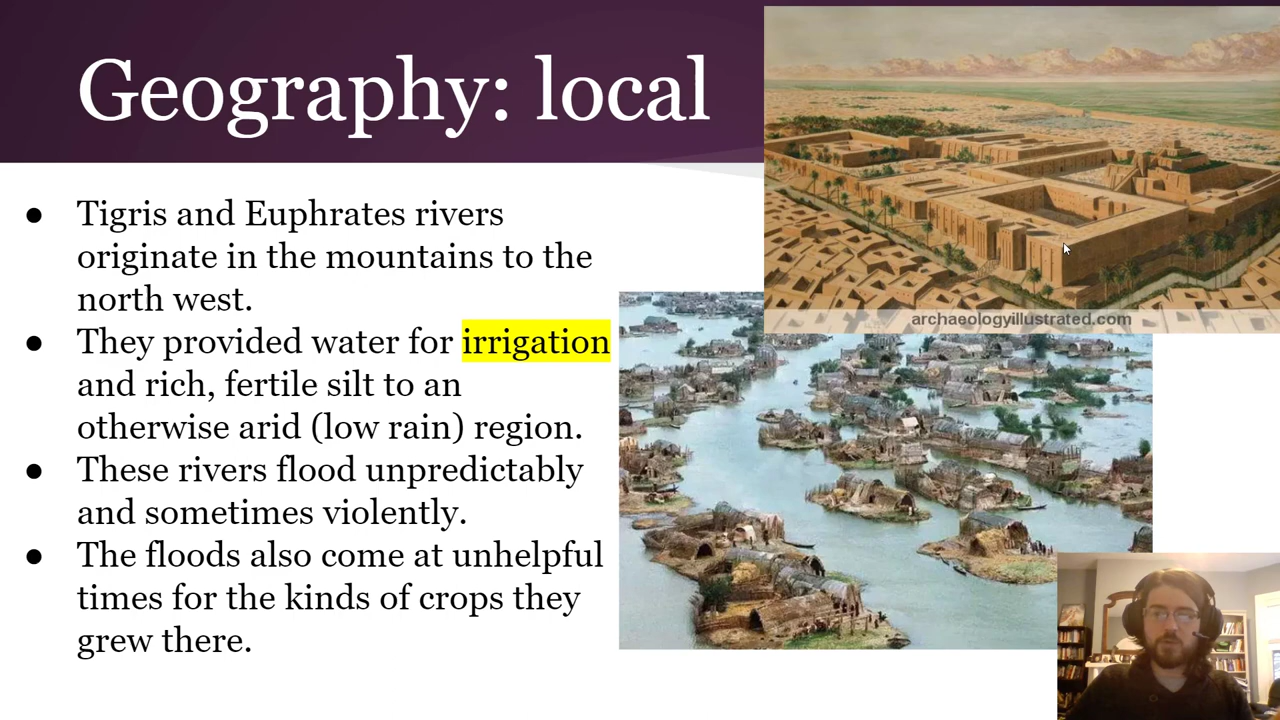 Geography: local
● Tigris and Euphrates rivers
originate in the mountains to the
north west.
● They provided water for irrigation
and rich, fertile silt to an
otherwise arid (low rain) region.
● These rivers flood unpredictably
and sometimes violently.
● The floods also come at unhelpful
times for the kinds of crops they
grew there.
archaeologyillustrated.com